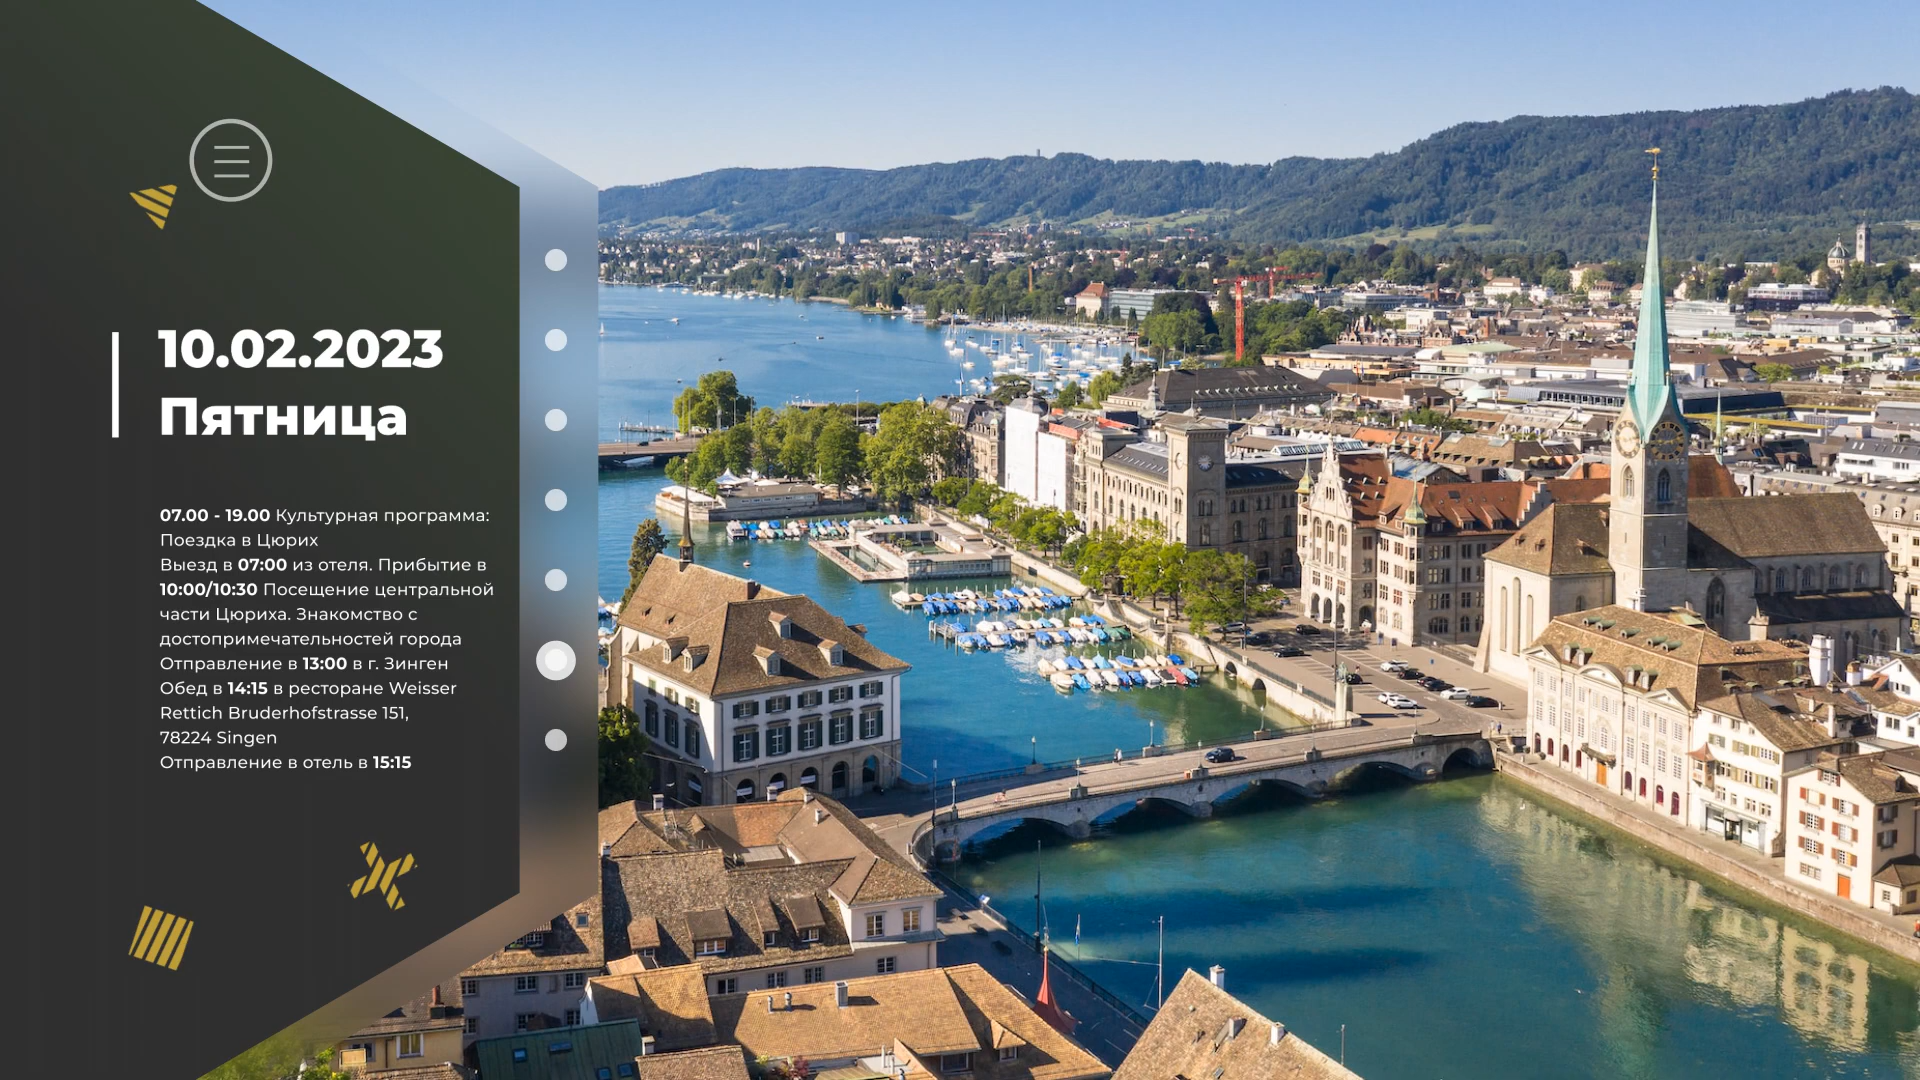 10.02.2023
Пятница
07.00 - 19.00 Культурная программа:
Поездка в Цюрих
Выезд в 07:00 из отеля. Прибытие в
10:00/10:30 Посещение центральной
части Цюриха. Знакомство с
достопримечательностей города
Отправление в 13:00 в г. Зинген
Обед в 14:15 в ресторане Weisser
Rettich Bruderhofstrasse 151,
78224 Singen
Отправление в отель в 15:15